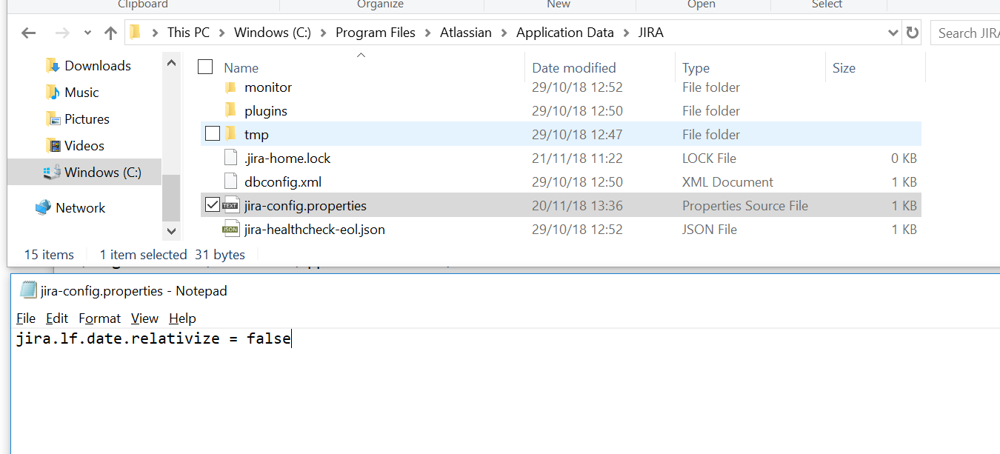 Clipboard Organize New Open Select
This PC > Windows (C:) > Program Files > Atlassian > Application Data > JIRA Search JIRA
Downloads
Music
Pictures
Videos
Windows (C:)
Network
Name Date modified Type Size
monitor 29/10/18 12:52 File folder
plugins 29/10/18 12:50 File folder
tmp 29/10/18 12:47 File folder
.jira-home.lock 21/11/18 11:22 LOCK File 0 KB
dbconfig.xml 29/10/18 12:50 XML Document 1 KB
TEXT jira-config.properties 20/11/18 13:36 Properties Source File 1 KB
JSON jira-healthcheck-eol.json 29/10/18 12:52 JSON File 1 KB
15 items 1 item selected 31 bytes
jira-config.properties - Notepad
File Edit Format View Help
jira.lf.date.relativize = false